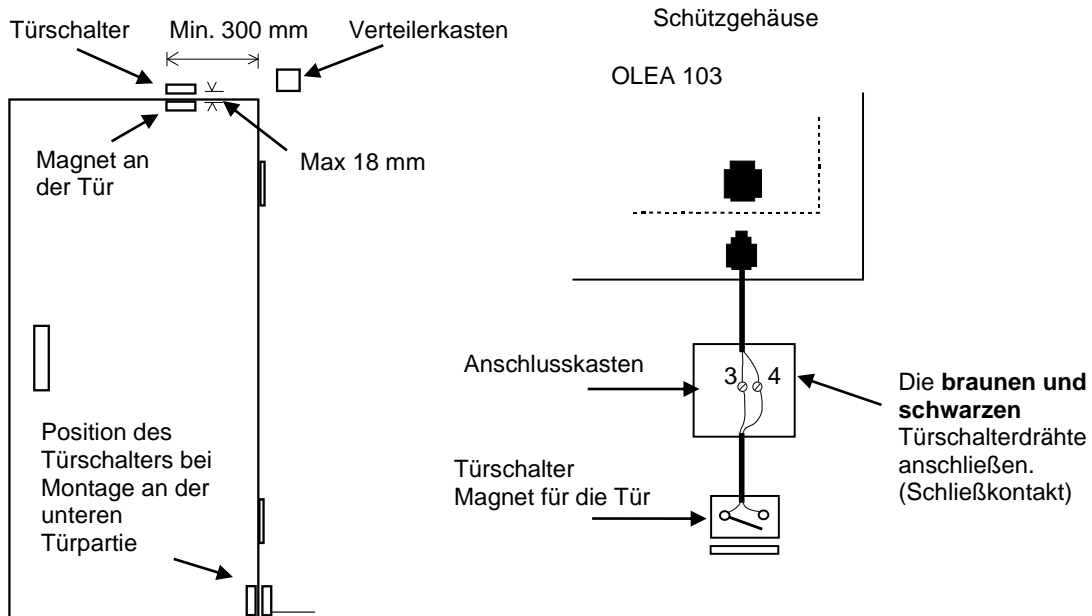 Türschalter
Min. 300 mm
Verteilerkasten
Magnet an
der Tür
Max 18 mm
Position des
Türschalters bei
Montage an der
unteren
Türpartie
Schützgehäuse
OLEA 103
Anschlusskasten
3 4
Die braunen und
schwarzen
Türschalterdrähte
anschließen.
(Schließkontakt)
Türschalter
Magnet für die Tür